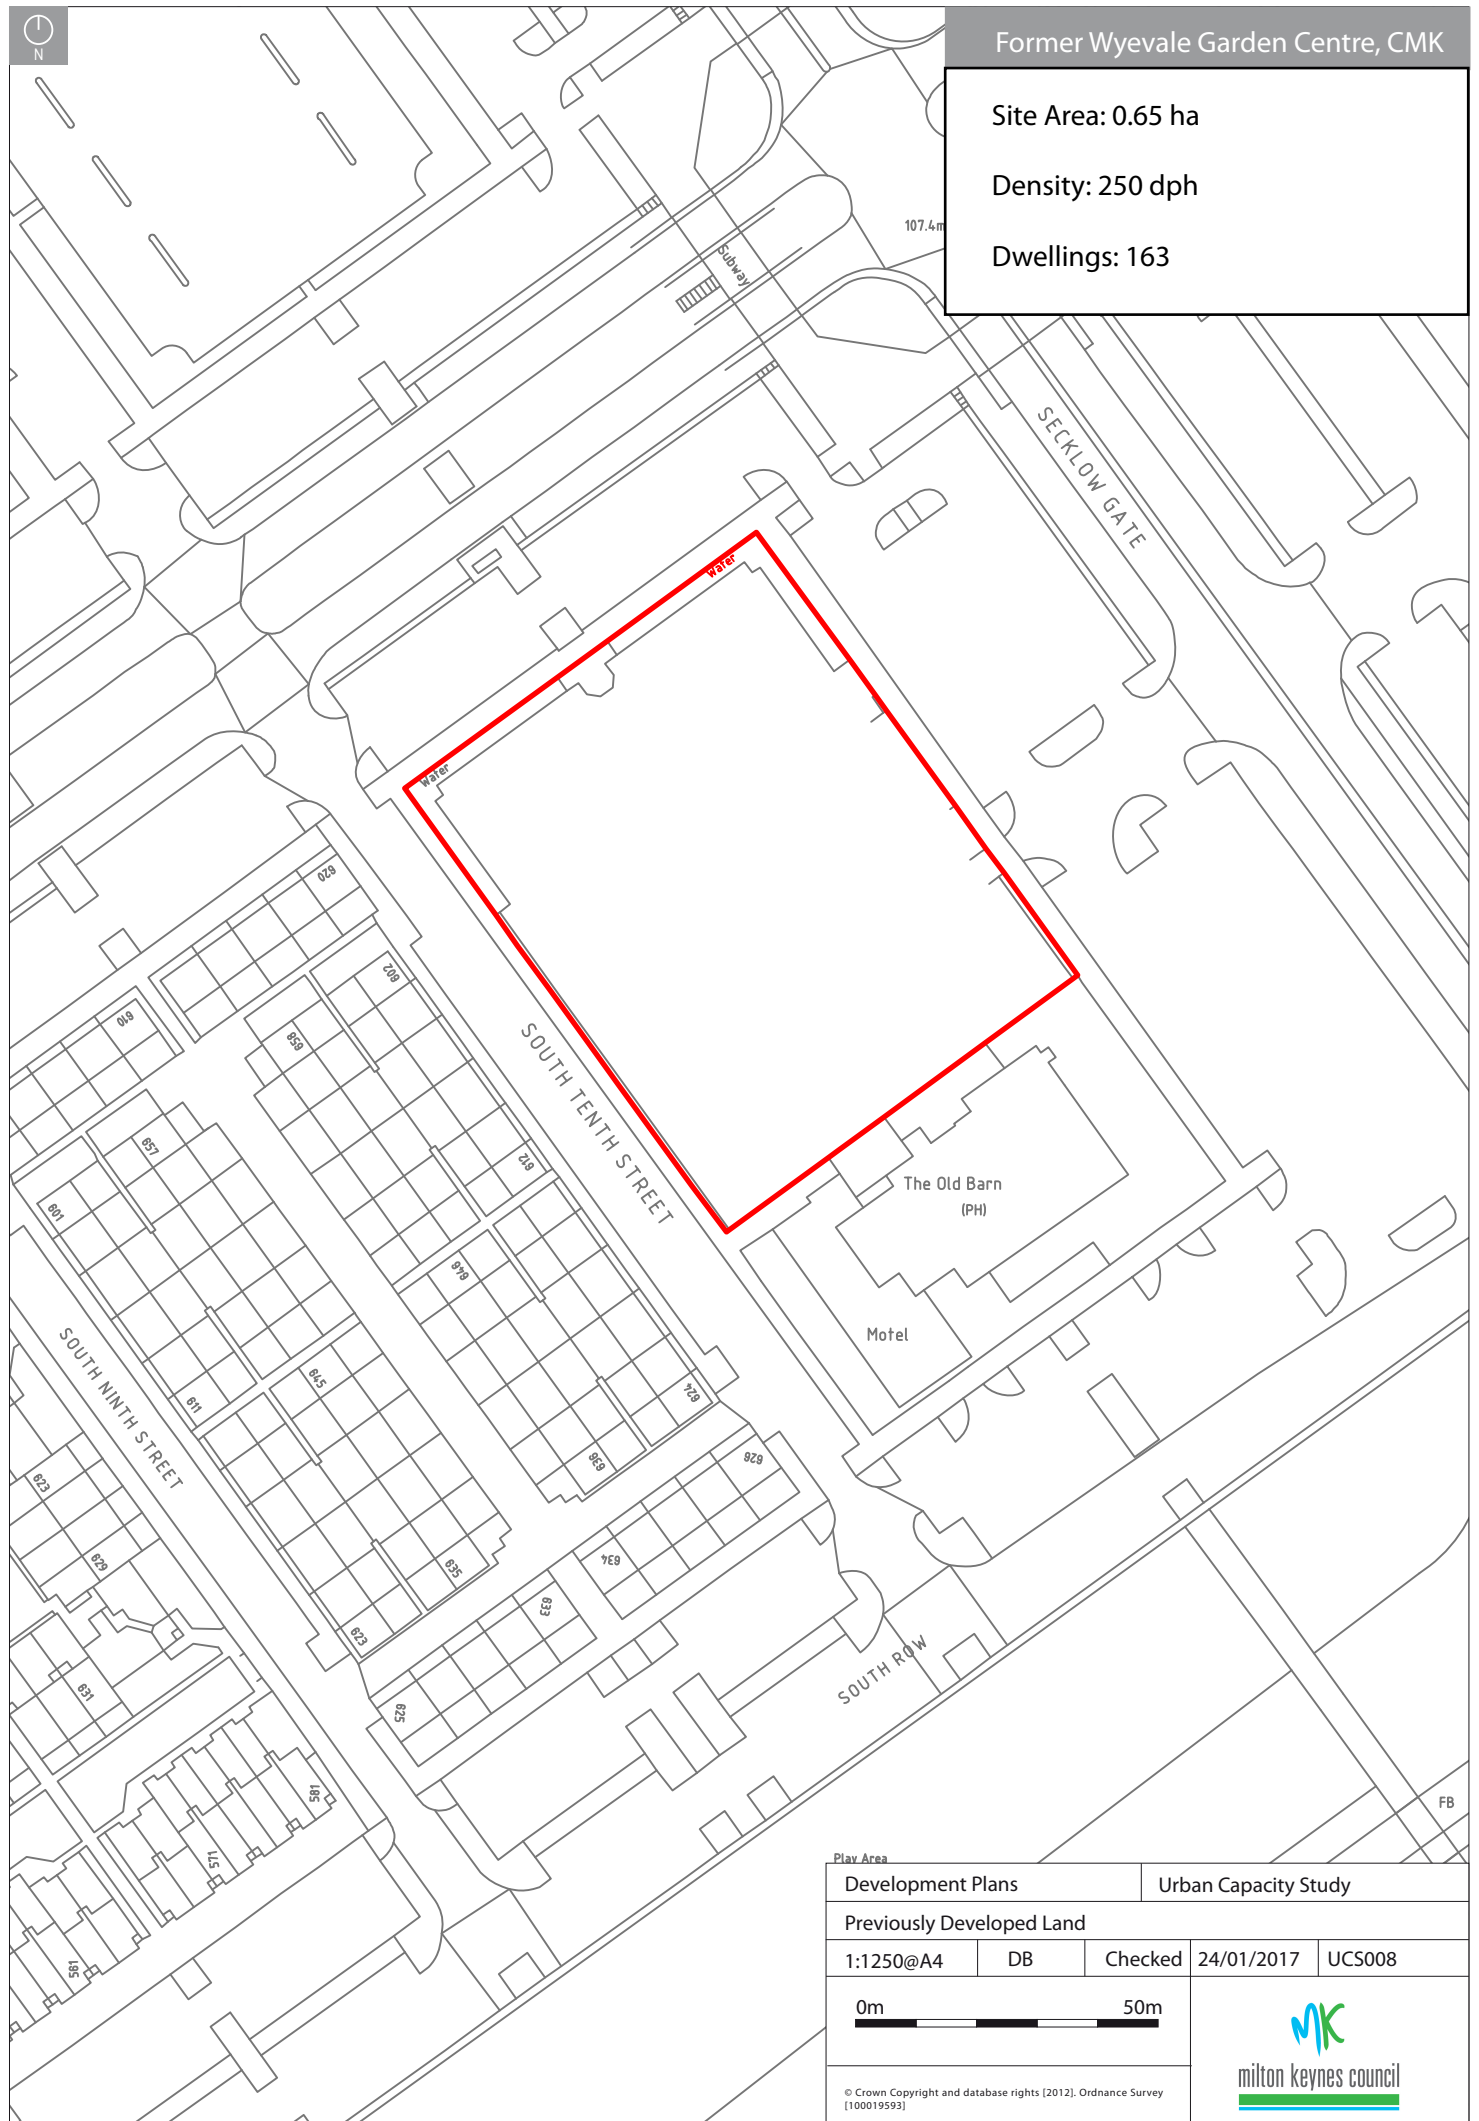 N
Former Wyevale Garden Centre, CMK
Site Area: 0.65 ha
Density: 250 dph
Dwellings: 163
107.4m
Subway
SECKLOW GATE
Water
Water
620
602
610
658
SOUTH TENTH STREET
657
612
601
The Old Barn
(PH)
646
Motel
SOUTH NINTH STREET
645
624
611
626
636
623
634
635
629
633
623
SOUTH ROW
631
625
581
FB
571
Play Area
581
Development Plans
Urban Capacity Study
Previously Developed Land
1:1250@A4
DB
Checked
24/01/2017
UCS008
0m
50m
MK
milton keynes council
© Crown Copyright and database rights [2012]. Ordnance Survey
[100019593]